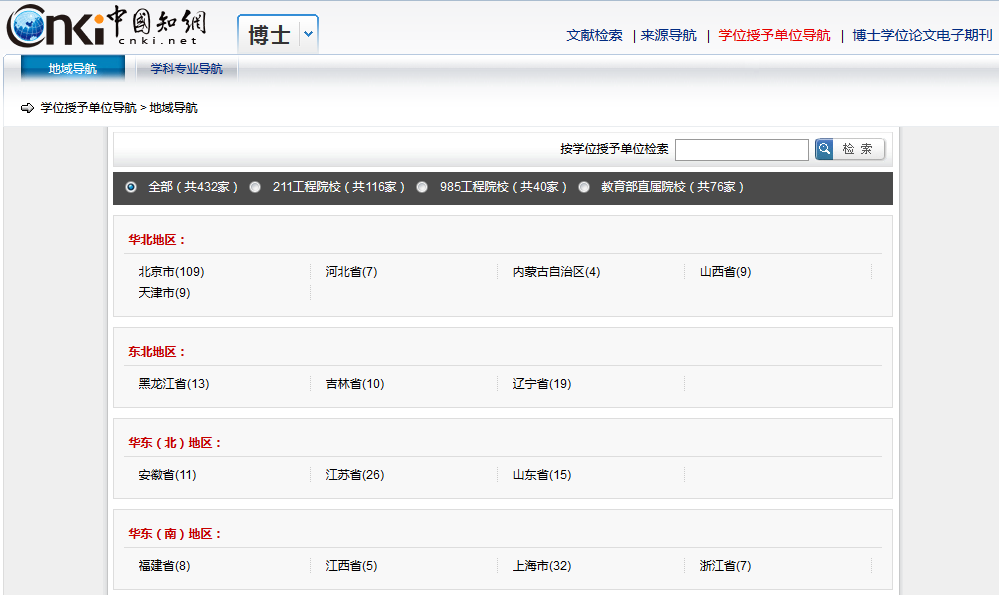 cnki 中國知網
cnki.net
博士
文献检索 | 来源导航 | 学位授予单位导航 | 博士学位论文电子期刊
地域导航 学科专业导航
学位授予单位导航 > 地域导航
按学位授予单位检索 检 索
全部（共432家） 211工程院校（共116家） 985工程院校（共40家） 教育部直属院校（共76家）
华北地区：
北京市(109) 河北省(7) 内蒙古自治区(4) 山西省(9)
天津市(9)
东北地区：
黑龙江省(13) 吉林省(10) 辽宁省(19)
华东（北）地区：
安徽省(11) 江苏省(26) 山东省(15)
华东（南）地区：
福建省(8) 江西省(5) 上海市(32) 浙江省(7)